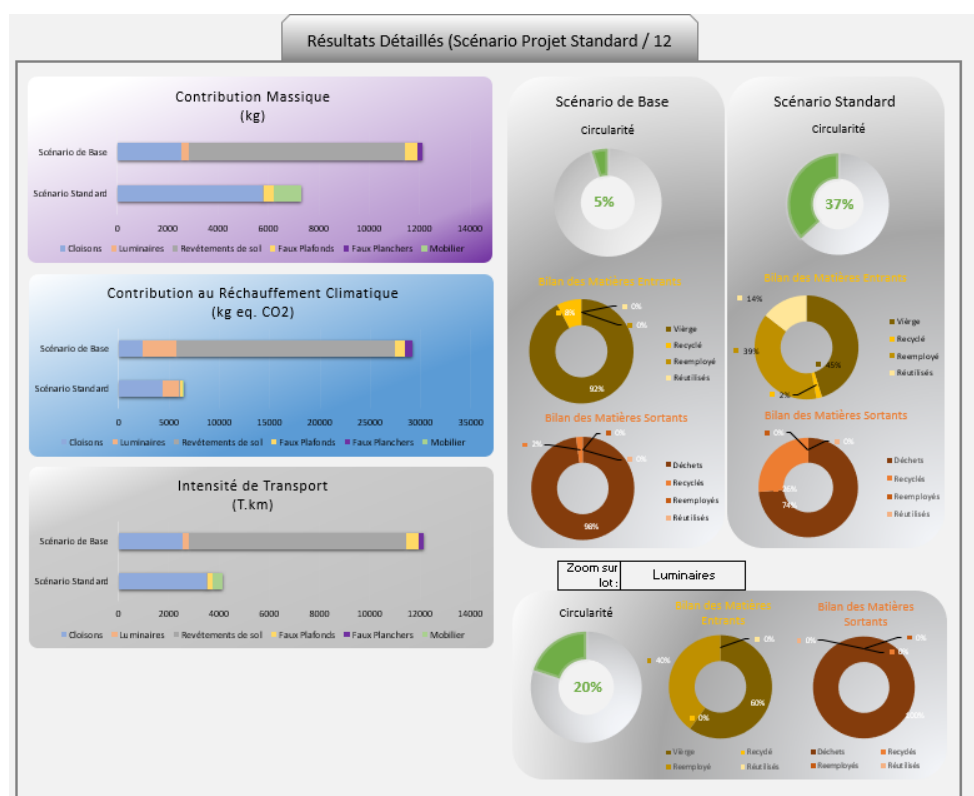 Résultats Détaillés (Scénario Projet Standard / 12
Contribution Massique
(kg)
Scénario de Base
Scénario Standard
0 2000 4000 6000 8000 10000 12000 14000
Cloisons Luminaires Revêtements de sol Faux Plafonds Faux Planchers Mobilier
Contribution au Réchauffement Climatique
(kg eq. CO2)
Scénario de Base
Scénario Standard
0 5000 10000 15000 20000 25000 30000 35000
Cloisons Luminaires Revêtements de sol Faux Plafonds Faux Planchers Mobilier
Intensité de Transport
(T.km)
Scénario de Base
Scénario Standard
0 2000 4000 6000 8000 10000 12000 14000
Cloisons Luminaires Revêtements de sol Faux Plafonds Faux Planchers Mobilier
Scénario de Base
Circularité
5%
Bilan des Matières Entrants
8%
0%
0%
92%
Vièrge
Recyclé
Reemployé
Réutilisés
Bilan des Matières Sortants
2%
0%
0%
98%
Déchets
Recyclés
Reemployés
Réutilisés
Scénario Standard
Circularité
37%
Bilan des Matières Entrants
14%
39%
45%
2%
Vièrge
Recyclé
Reemployé
Réutilisés
Bilan des Matières Sortants
0%
0%
26%
74%
Déchets
Recyclés
Reemployés
Réutilisés
Zoom sur
lot :
Luminaires
Circularité
20%
Bilan des Matières
Entrants
0%
40%
60%
0%
Vièrge Recyclé
Reemployé Réutilisés
Bilan des Matières
Sortants
0%
0%
0%
100%
Déchets Recyclés
Reemployés Réutilisés